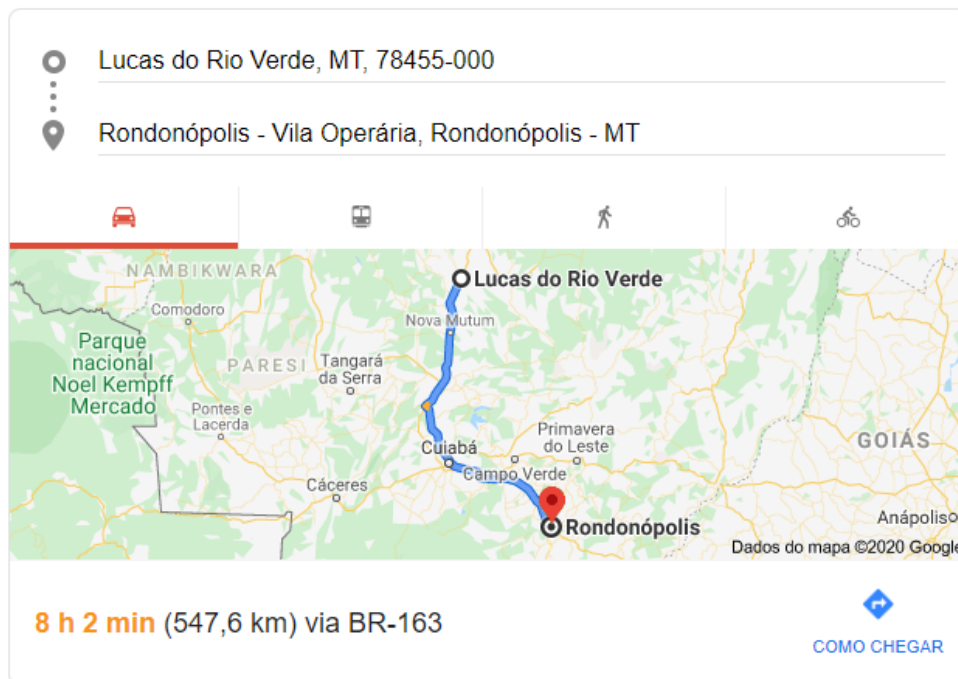 Lucas do Rio Verde, MT, 78455-000
Rondonópolis - Vila Operária, Rondonópolis - MT
NAMBIKWARA
Lucas do Rio Verde
Comodoro
Nova Mutum
Parque
nacional
Noel Kempff
Mercado
PARESI
Tangará
da Serra
Pontes e
Lacerda
Primavera
do Leste
GOIÁS
Cuiabá
Campo Verde
Cáceres
Rondonópolis
Anápolis
Dados do mapa ©2020 Google
8 h 2 min (547,6 km) via BR-163
COMO CHEGAR